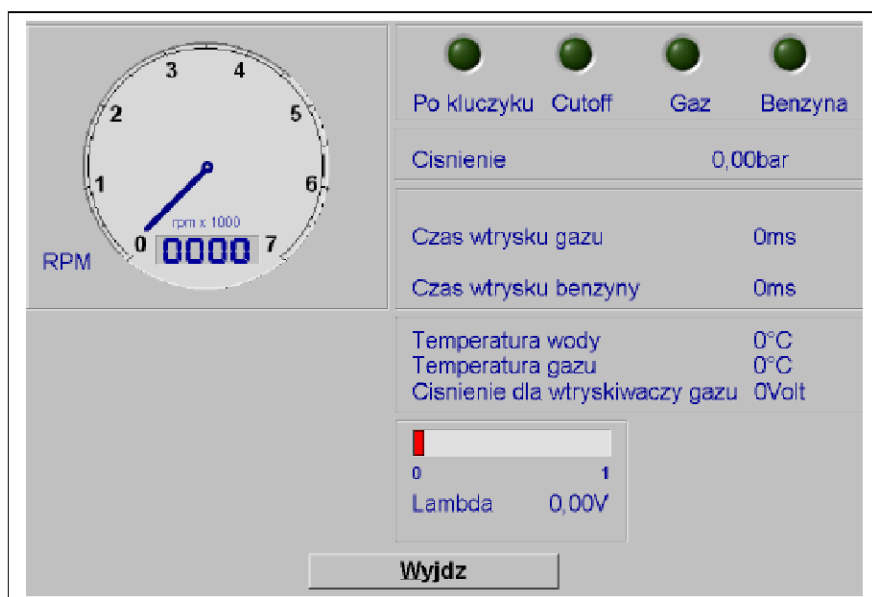 3 4
2 5
1 6
rpm x 1000
0 0000 7
RPM
Po kluczyku Cutoff Gaz Benzyna
Cisnienie 0,00bar
Czas wtrysku gazu 0ms
Czas wtrysku benzyny 0ms
Temperatura wody 0°C
Temperatura gazu 0°C
Cisnienie dla wtryskiwaczy gazu 0Volt
0 1
Lambda 0,00V
Wyjdz